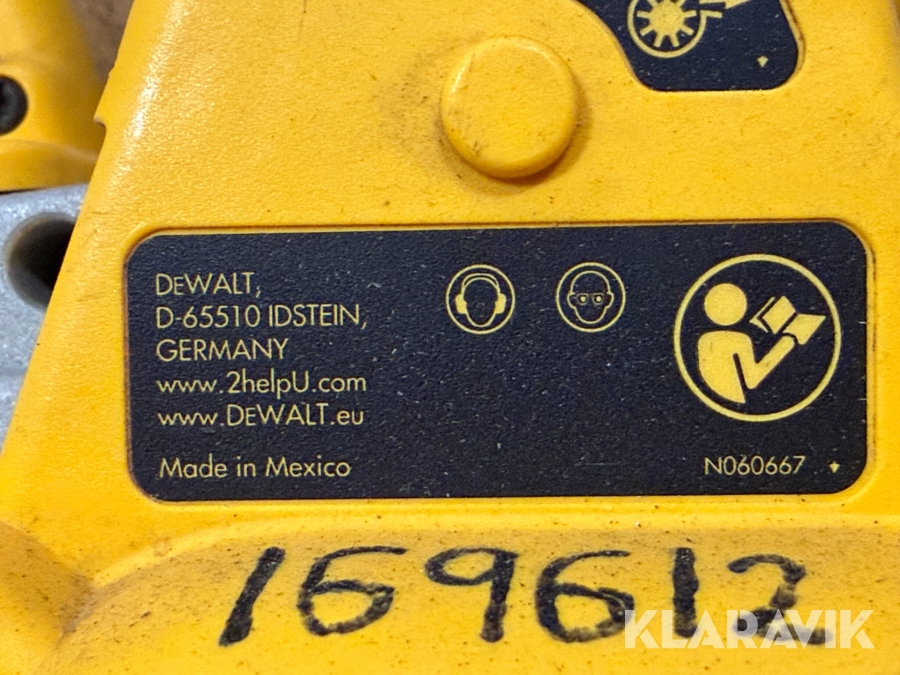 DEWALT,
D-65510 IDSTEIN,
GERMANY
www.2helpU.com
www.DEWALT.eu
Made in Mexico
N060667
169612
KLARAVIK